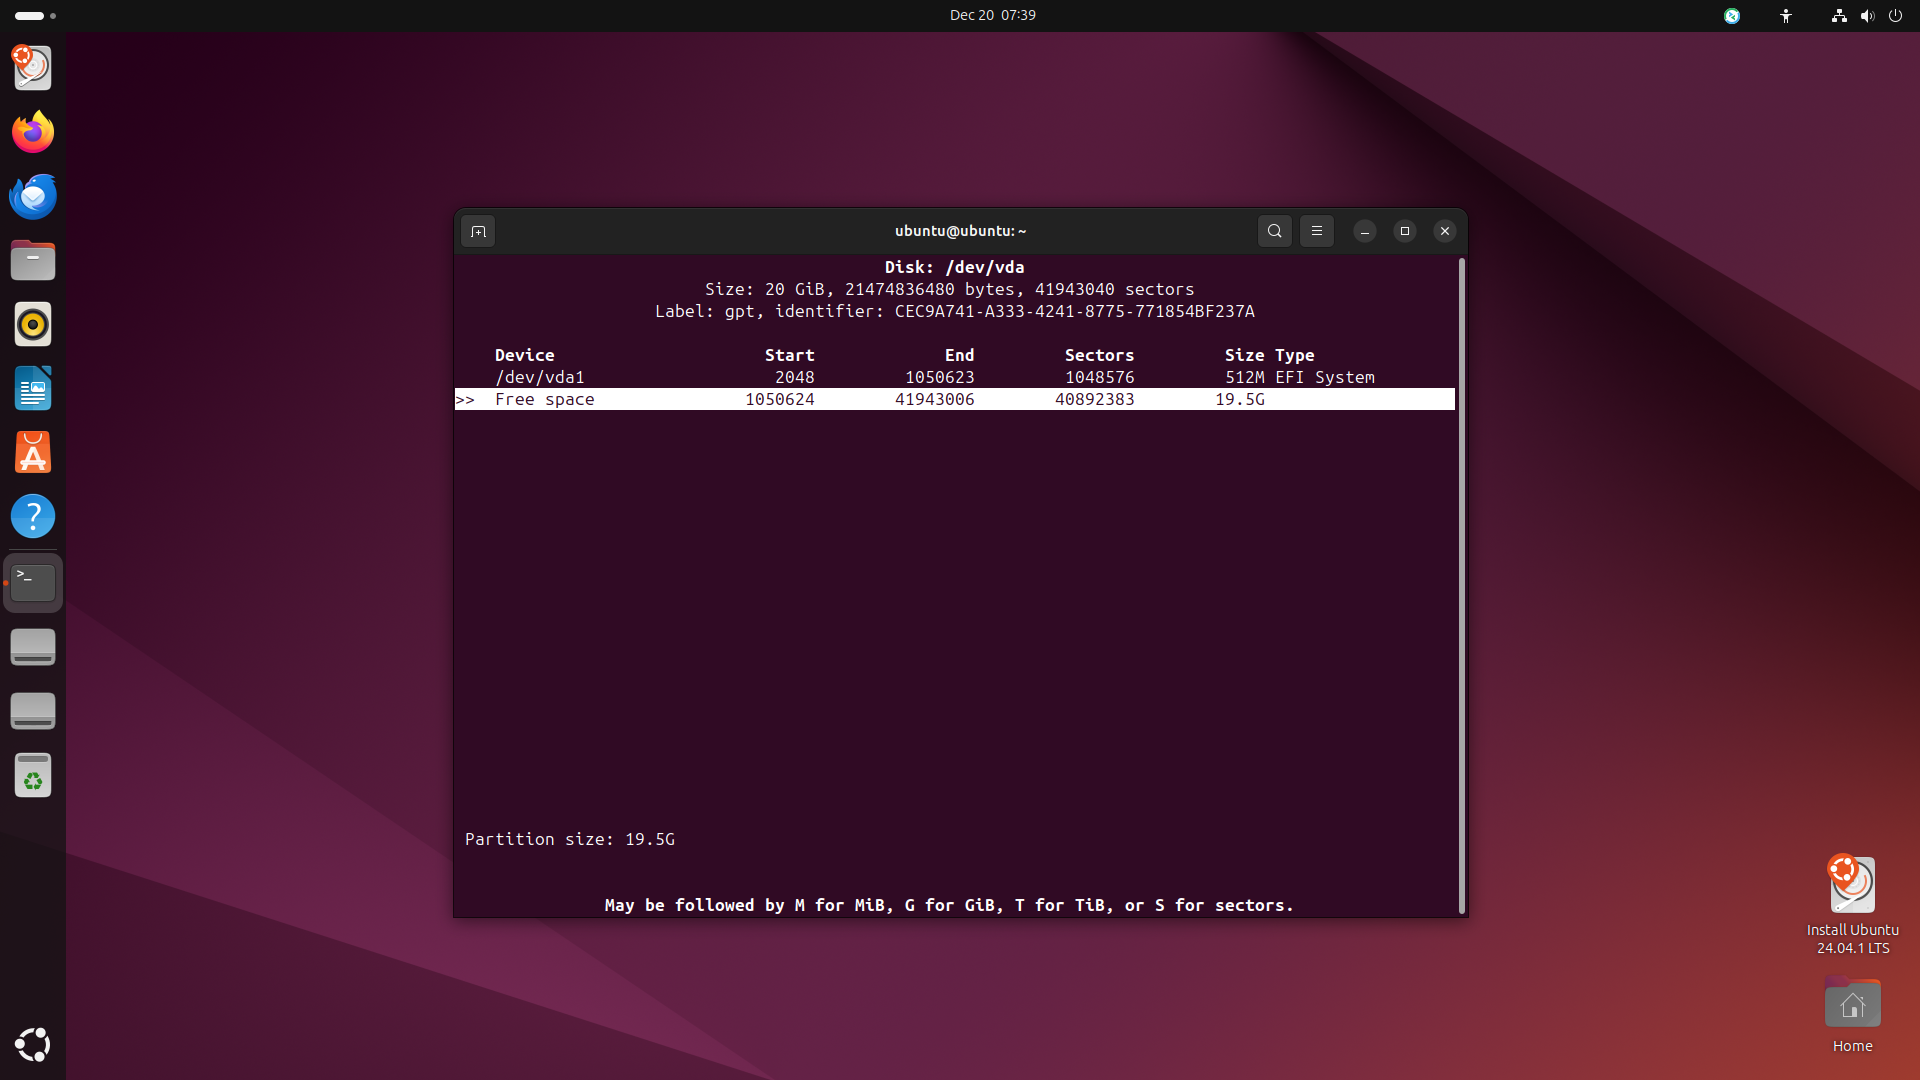 Dec 20 07:39
ubuntu@ubuntu: ~
Disk: /dev/vda
Size: 20 GiB, 21474836480 bytes, 41943040 sectors
Label: gpt, identifier: CEC9A741-A333-4241-8775-771854BF237A
Device Start End Sectors Size Type
/dev/vda1 2048 1050623 1048576 512M EFI System
>> Free space 1050624 41943006 40892383 19.5G
Partition size: 19.5G
May be followed by M for MiB, G for GiB, T for TiB, or S for sectors.
Install Ubuntu
24.04.1 LTS
Home